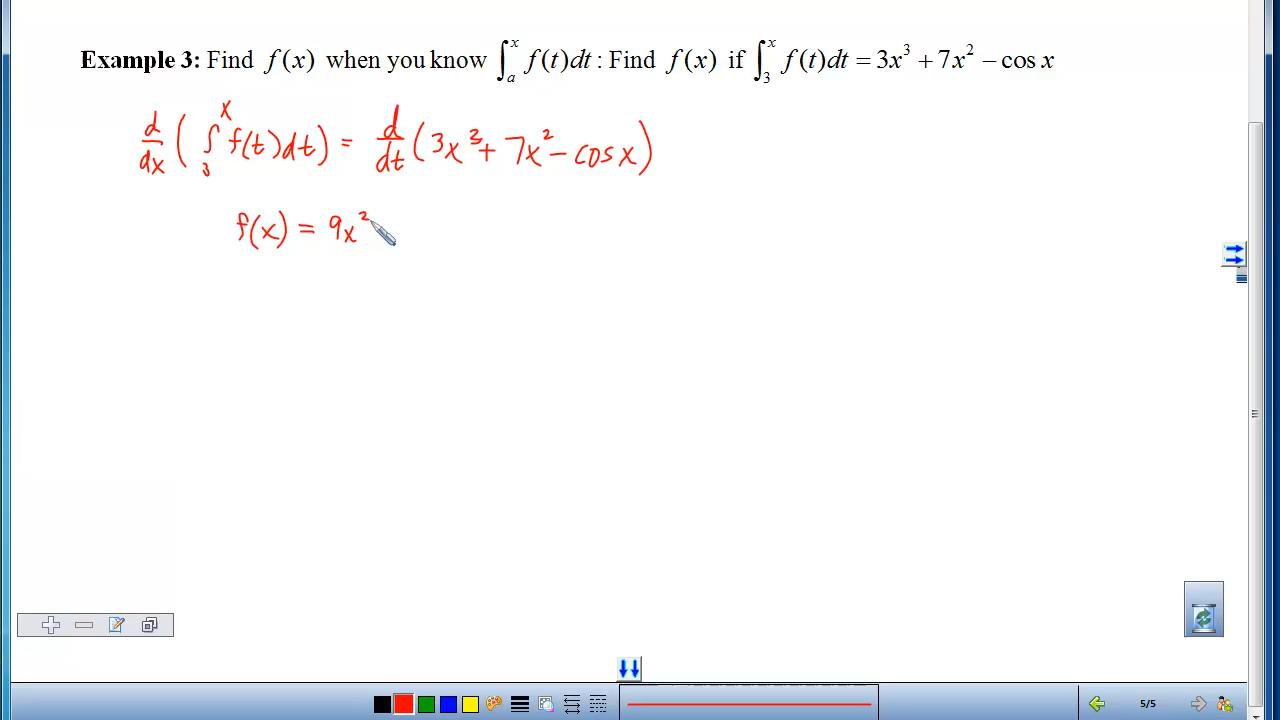 Example 3: Find f(x) when you know ∫ₐˣ f(t)dt : Find f(x) if ∫₃ˣ f(t)dt = 3x³ + 7x² − cos x
d/dx ( ∫₃ˣ f(t)dt ) = d/dt ( 3x³ + 7x² − cos x )
f(x) = 9x²
5/5